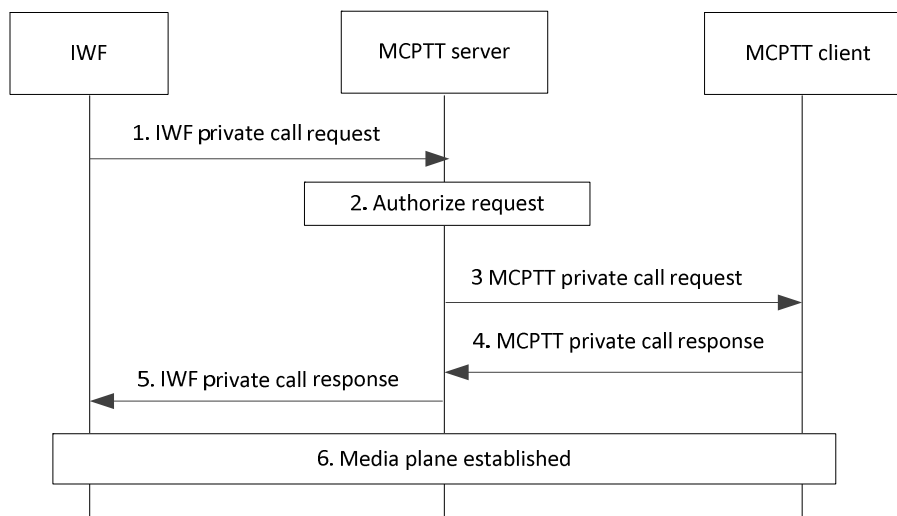 IWF
MCPTT server
MCPTT client
1. IWF private call request
2. Authorize request
3 MCPTT private call request
4. MCPTT private call response
5. IWF private call response
6. Media plane established